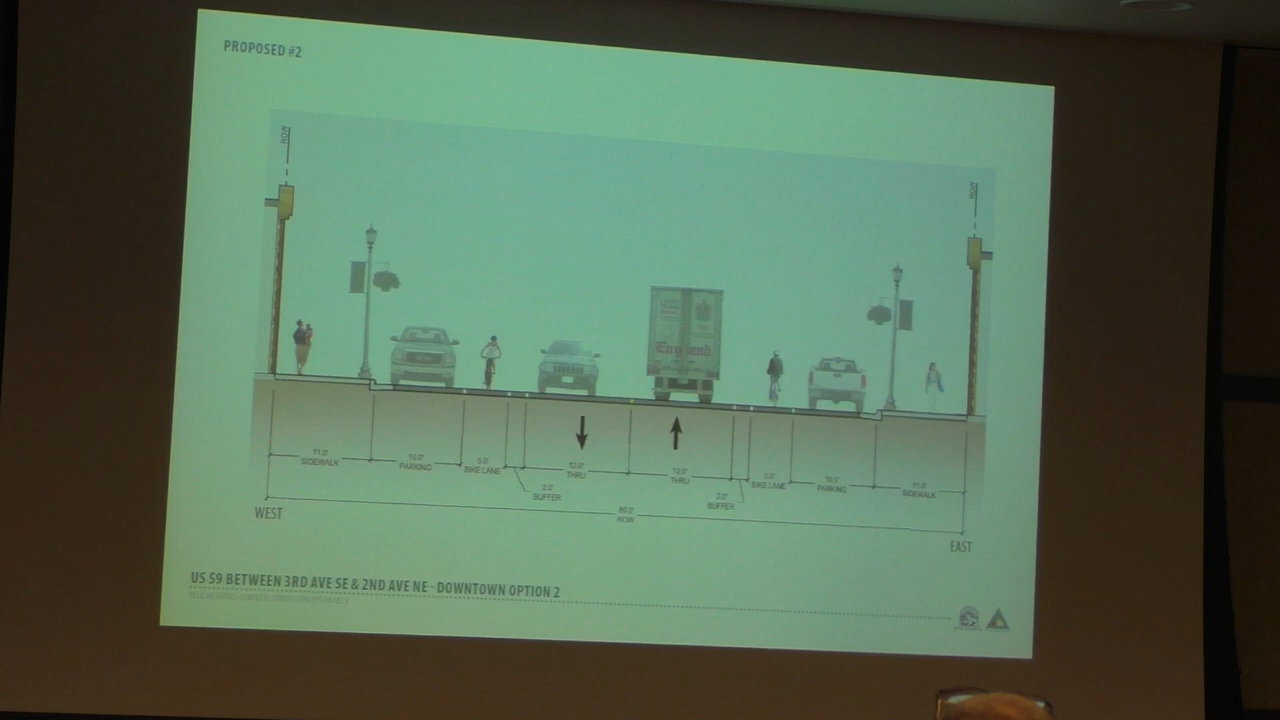 PROPOSED #2
ROW
ROW
England
11.0'
SIDEWALK
10.0'
PARKING
5.0'
BIKE LANE
2.0'
BUFFER
12.0'
THRU
12.0'
THRU
2.0'
BUFFER
5.0'
BIKE LANE
10.0'
PARKING
11.0'
SIDEWALK
80.0'
ROW
WEST
EAST
US 59 BETWEEN 3RD AVE SE & 2ND AVE NE - DOWNTOWN OPTION 2